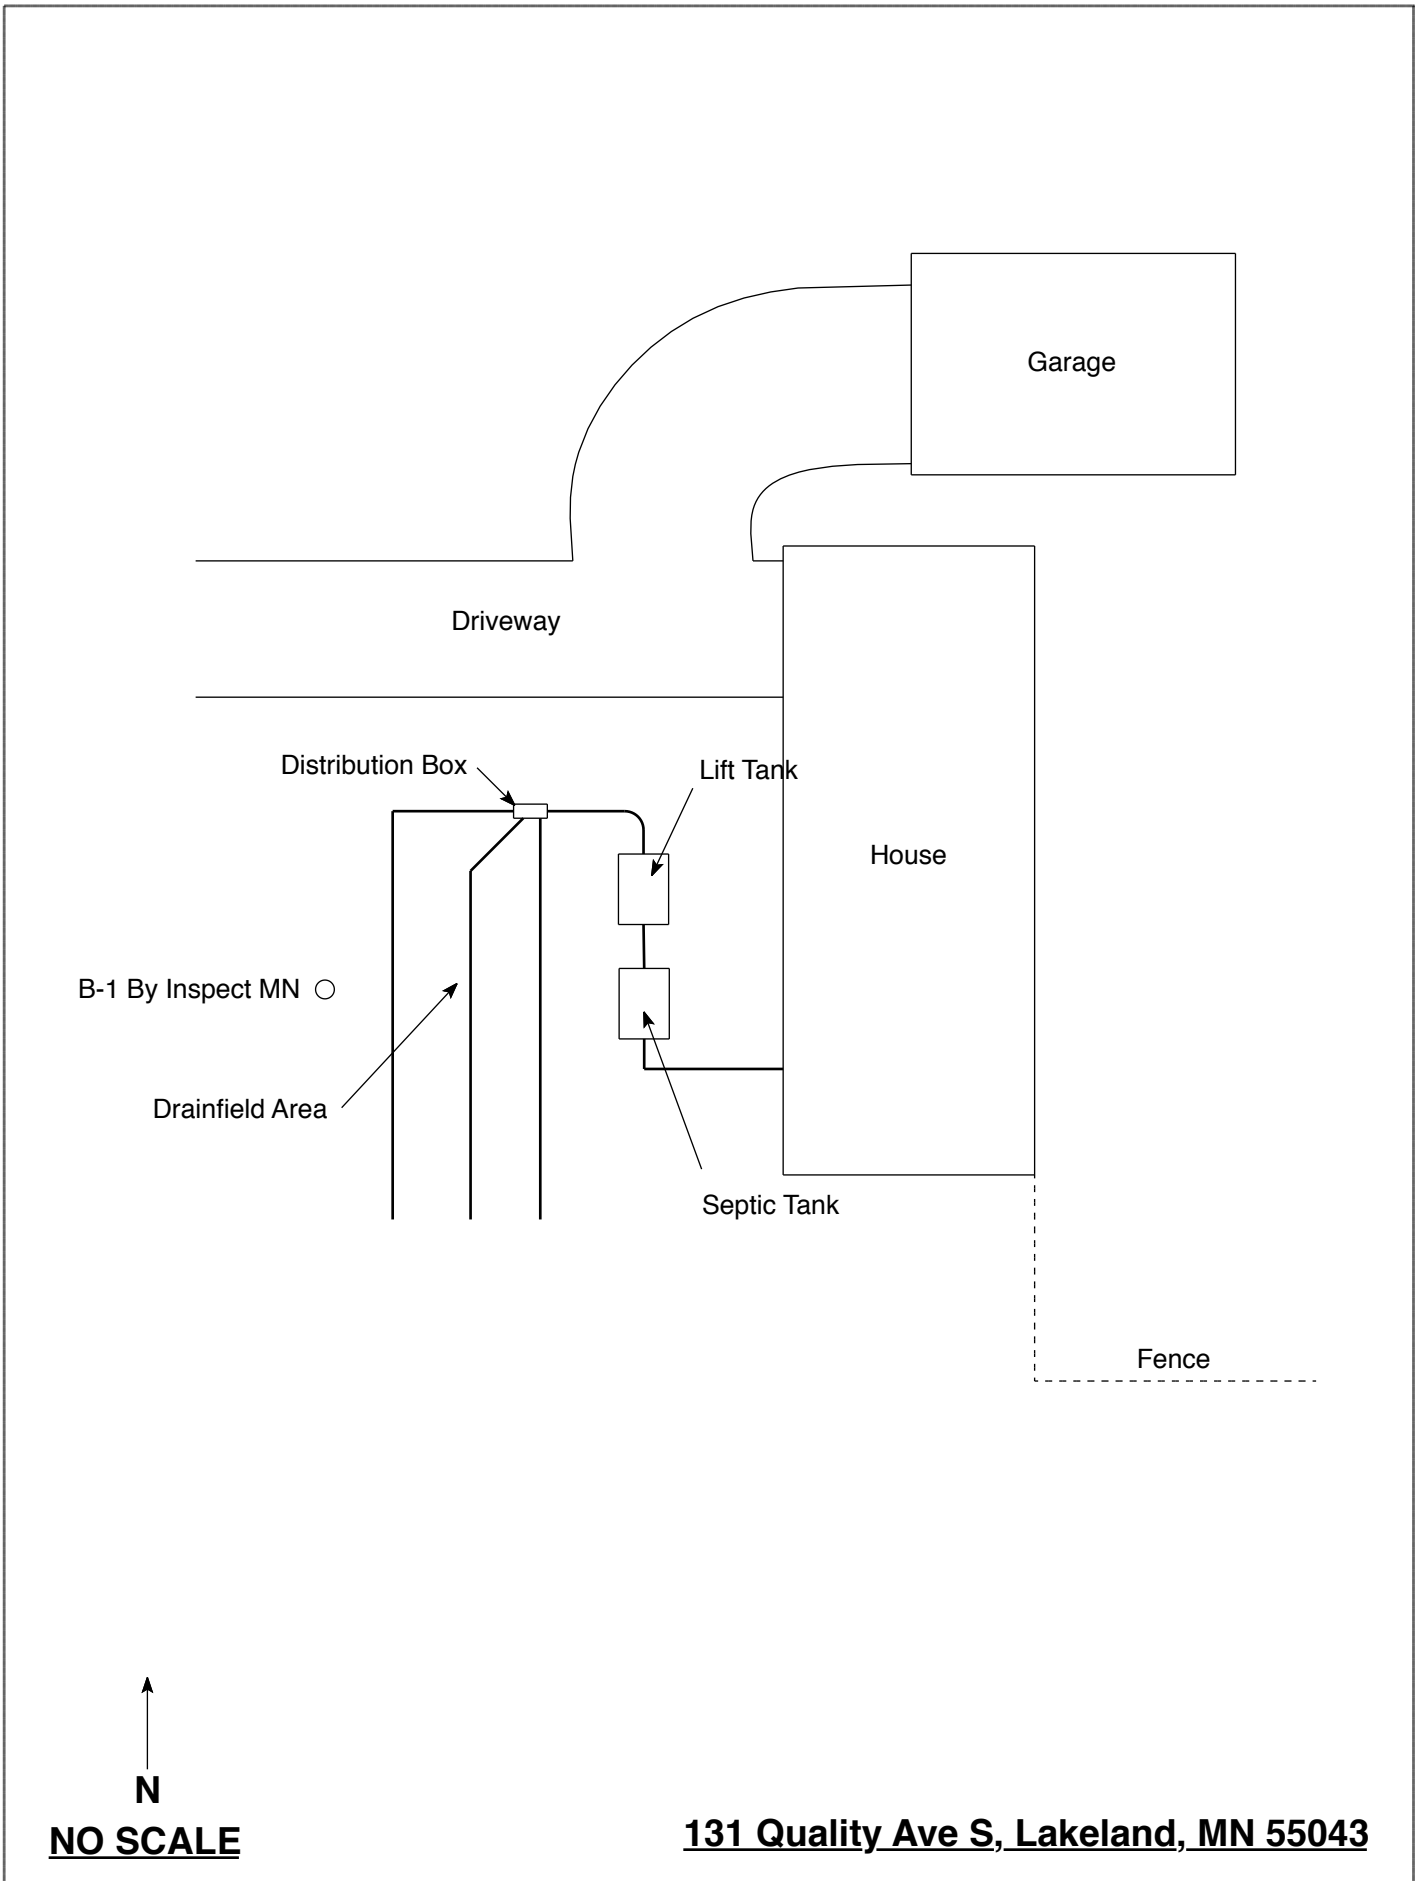 Garage
Driveway
Distribution Box
Lift Tank
House
B-1 By Inspect MN
Drainfield Area
Septic Tank
Fence
N
NO SCALE
131 Quality Ave S, Lakeland, MN 55043